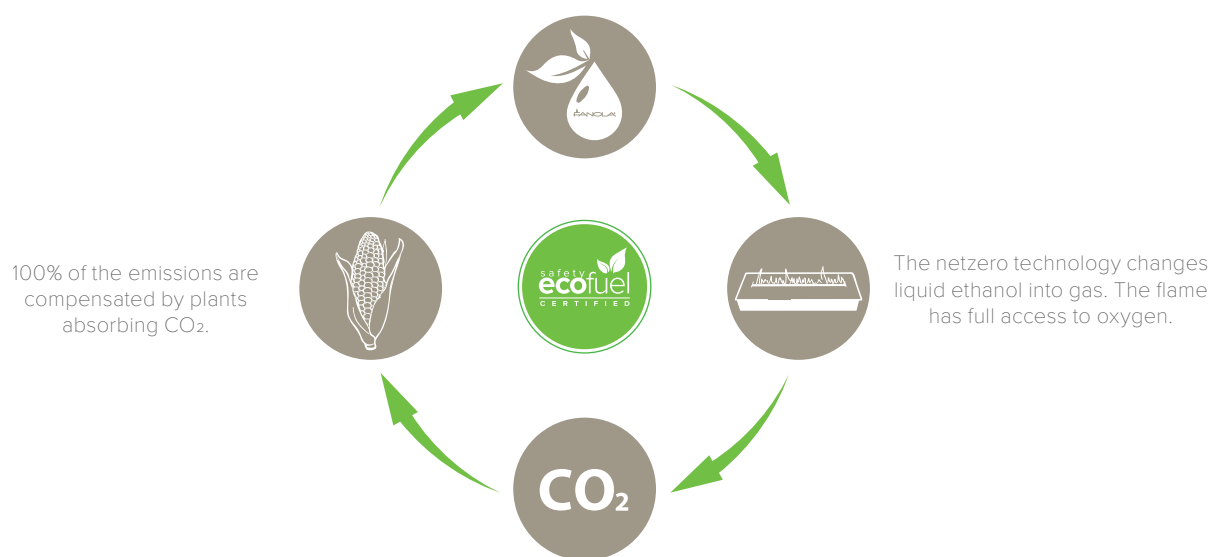 FANOLA
100% of the emissions are
compensated by plants
absorbing CO₂.
safety
ecofuel
CERTIFIED
The netzero technology changes
liquid ethanol into gas. The flame
has full access to oxygen.
CO₂